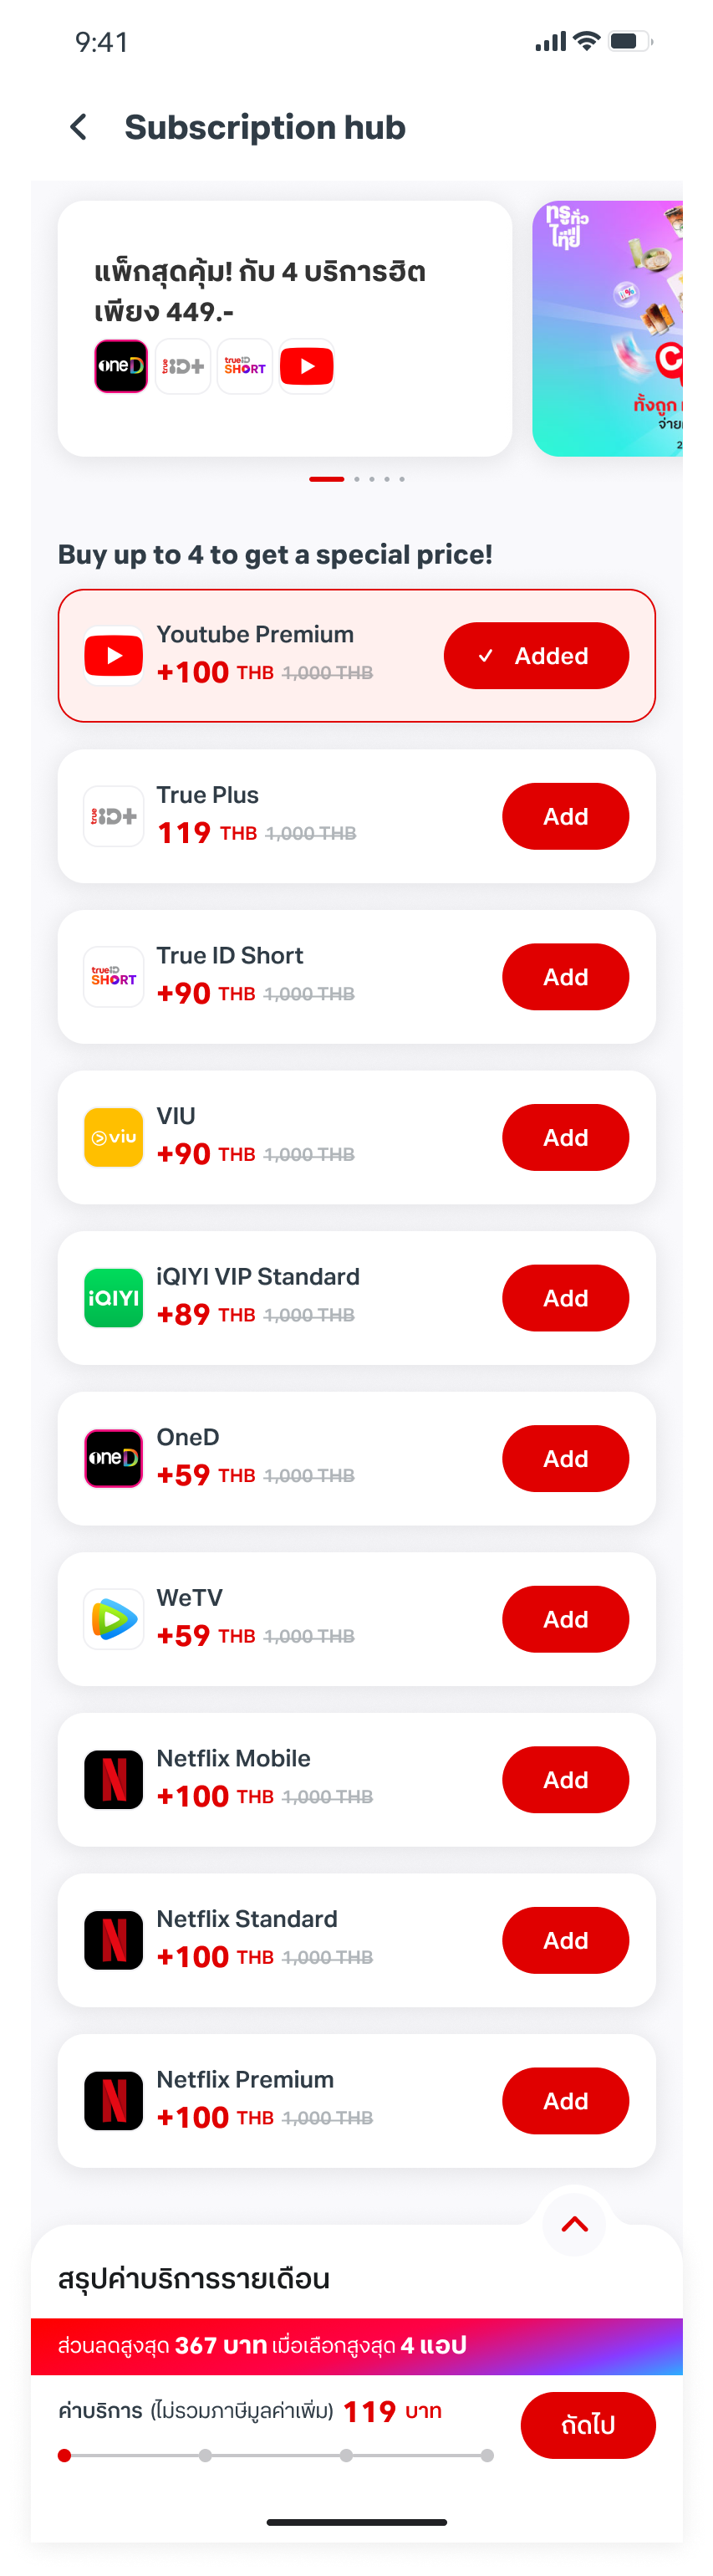 9:41
Subscription hub
แพ็กสุดคุ้ม! กับ 4 บริการฮิต
เพียง 449.-
oneD
true iD+
trueID SHORT
ทรูทั่วไทย
ทั้งถูก
จ่าย
2
Buy up to 4 to get a special price!
Youtube Premium
+100 THB 1,000 THB
Added
true iD+
True Plus
119 THB 1,000 THB
Add
trueID SHORT
True ID Short
+90 THB 1,000 THB
Add
viu
VIU
+90 THB 1,000 THB
Add
iQIYI
iQIYI VIP Standard
+89 THB 1,000 THB
Add
oneD
OneD
+59 THB 1,000 THB
Add
WeTV
+59 THB 1,000 THB
Add
N
Netflix Mobile
+100 THB 1,000 THB
Add
N
Netflix Standard
+100 THB 1,000 THB
Add
N
Netflix Premium
+100 THB 1,000 THB
Add
สรุปค่าบริการรายเดือน
ส่วนลดสูงสุด 367 บาท เมื่อเลือกสูงสุด 4 แอป
ค่าบริการ (ไม่รวมภาษีมูลค่าเพิ่ม) 119 บาท
ถัดไป